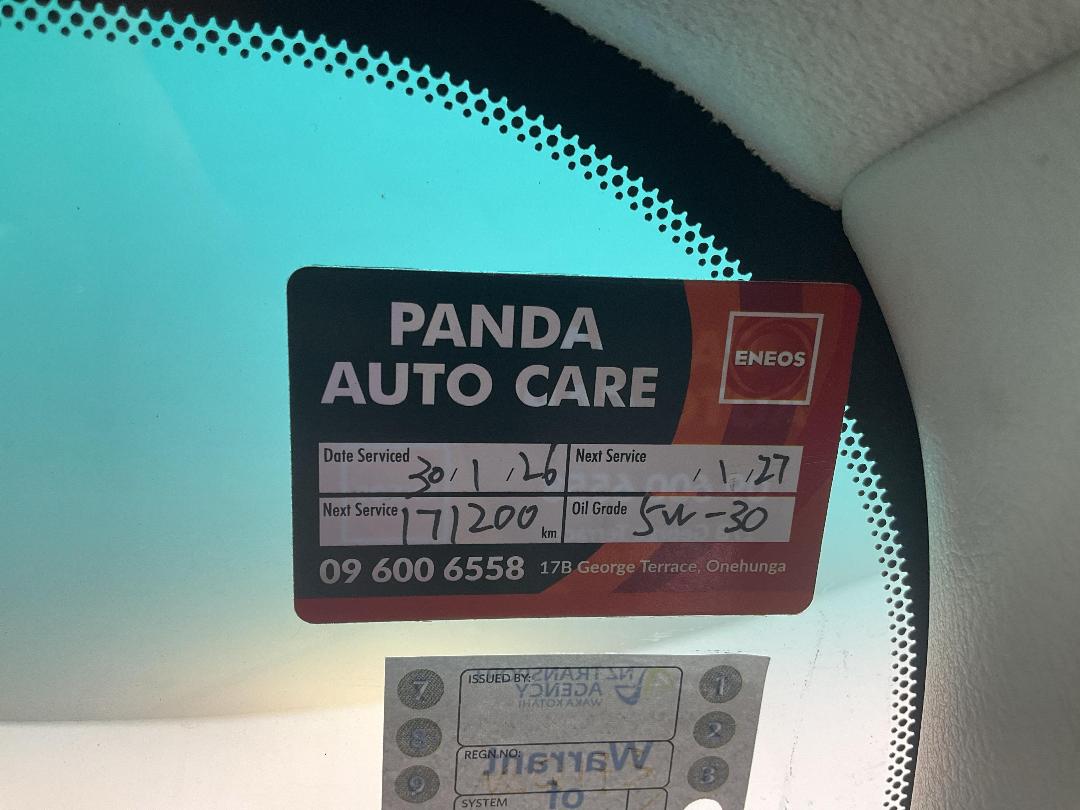 PANDA
AUTO CARE
ENEOS
Date Serviced 30/1/26 Next Service /1/27
Next Service 171200 km Oil Grade 5W-30
09 600 6558 17B George Terrace, Onehunga
7 ISSUED BY: NZ TRANSPORT 1
AGENCY
WAKA KOTAHI
8 2
REGN.NO: Warrant
9 3
of
SYSTEM